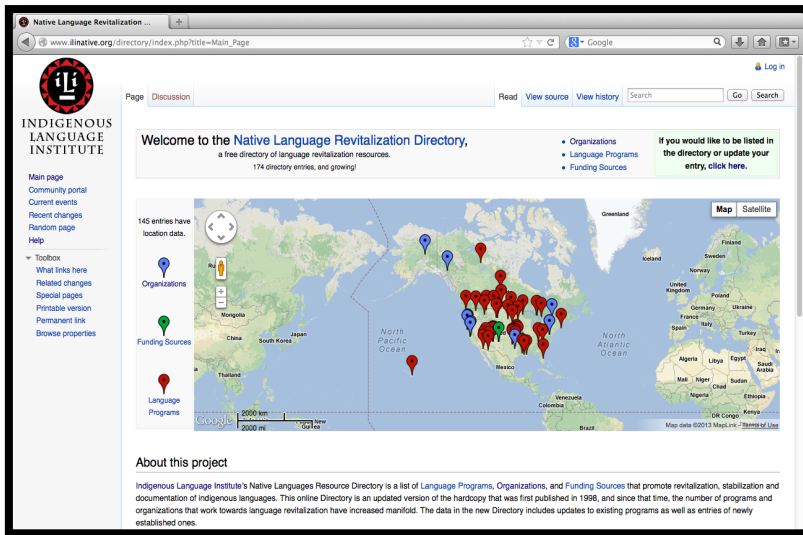 Native Language Revitalization ...
www.ilinative.org/directory/index.php?title=Main_Page
Google
Log in
iLi
INDIGENOUS
LANGUAGE
INSTITUTE
Page Discussion
Read View source View history Search Go Search
Main page
Community portal
Current events
Recent changes
Random page
Help
Toolbox
What links here
Related changes
Special pages
Printable version
Permanent link
Browse properties
Welcome to the Native Language Revitalization Directory,
a free directory of language revitalization resources.
174 directory entries, and growing!
Organizations
Language Programs
Funding Sources
If you would like to be listed in
the directory or update your
entry, click here.
145 entries have
location data.
Organizations
Funding Sources
Language
Programs
Map Satellite
Greenland
Iceland
Finland
Sweden
Norway
United
Kingdom
Poland
Germany
Ukraine
France
Italy
Spain
Turkey
Iraq
Algeria
Libya
Egypt
Saudi
Arabia
Mali
Niger
Chad
Sudan
Nigeria
Ethiopia
DR Congo
Kenya
Ru
Mongolia
China
South Korea
Japan
Thailand
New
Guinea
North
Pacific
Ocean
North
Atlantic
Ocean
Mexico
Venezuela
Colombia
Brazil
Google
2000 km
2000 mi
Map data ©2013 MapLink - Terms of Use
About this project
Indigenous Language Institute's Native Languages Resource Directory is a list of Language Programs, Organizations, and Funding Sources that promote revitalization, stabilization and
documentation of indigenous languages. This online Directory is an updated version of the hardcopy that was first published in 1998, and since that time, the number of programs and
organizations that work towards language revitalization have increased manifold. The data in the new Directory includes updates to existing programs as well as entries of newly
established ones.